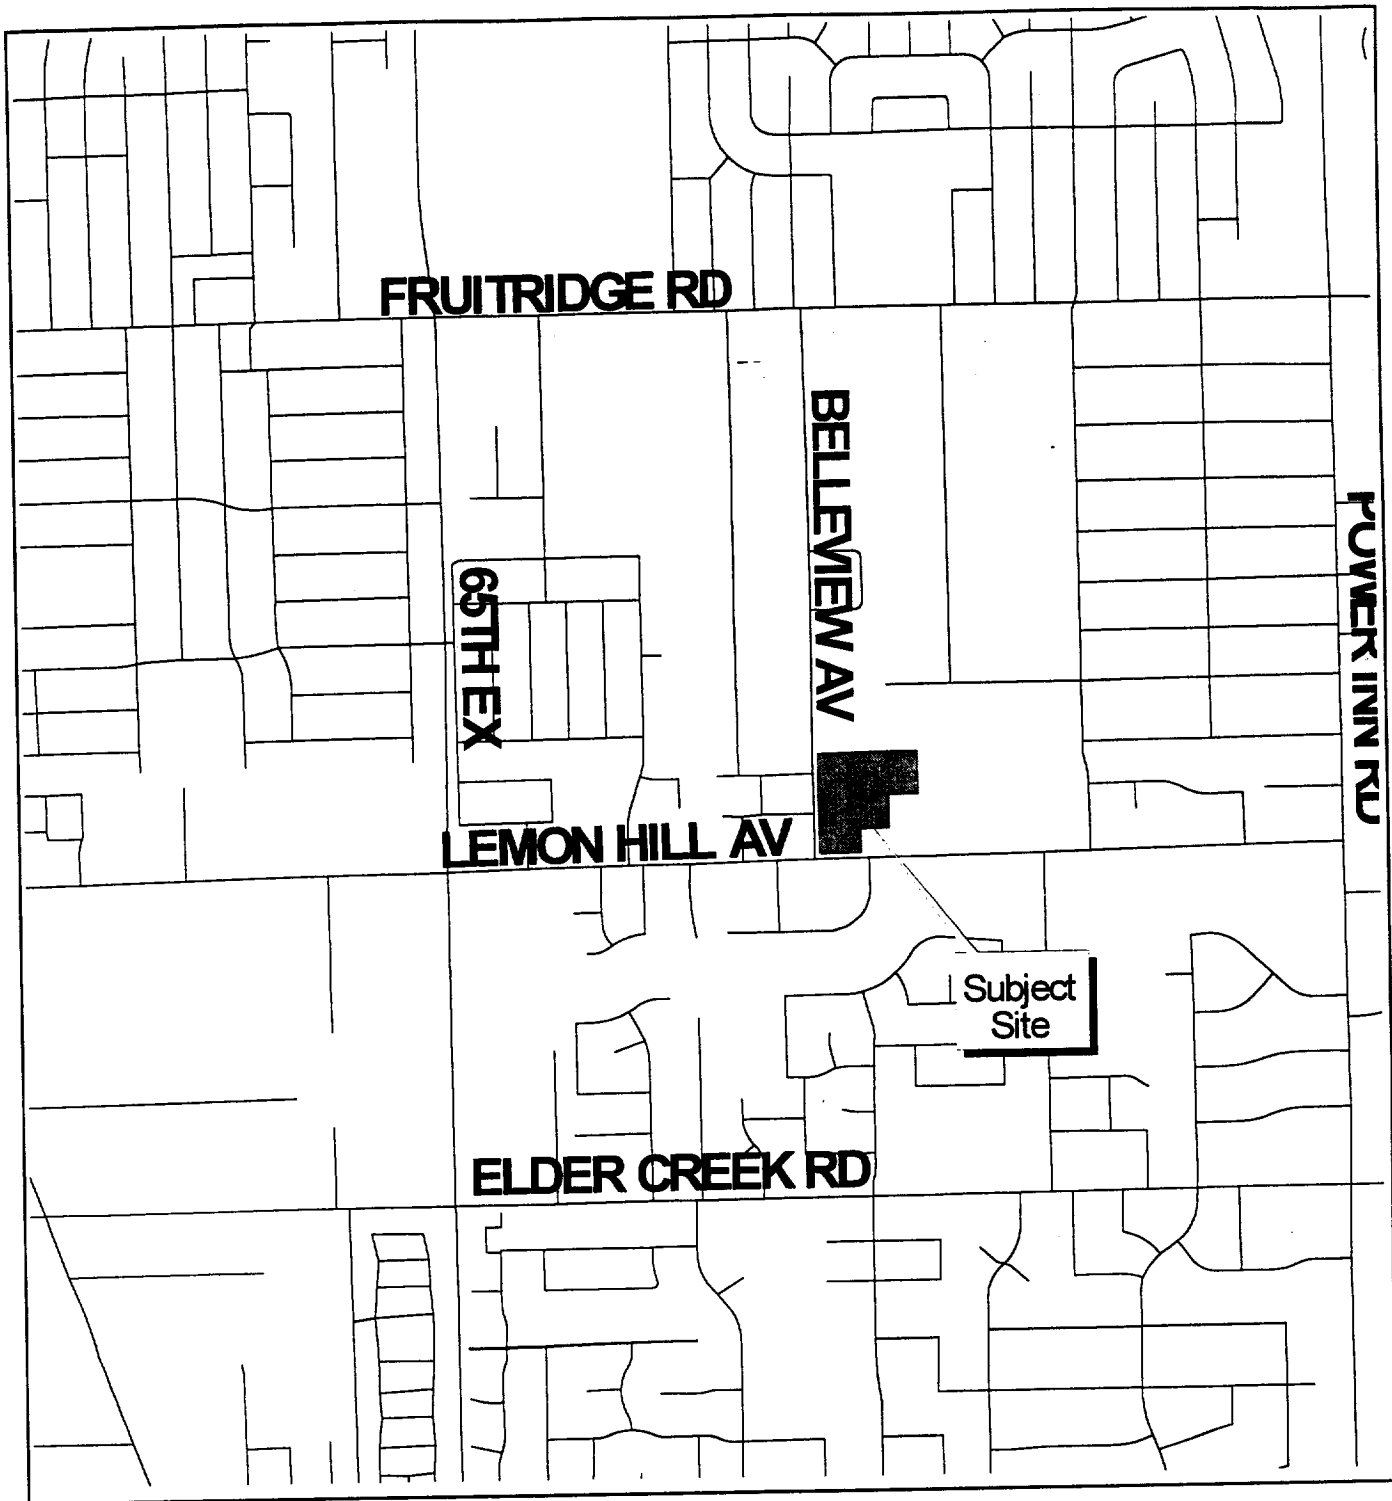 FRUITRIDGE RD
BELLEVIEW AV
POWER INN RD
65TH EX
LEMON HILL AV
Subject
Site
ELDER CREEK RD